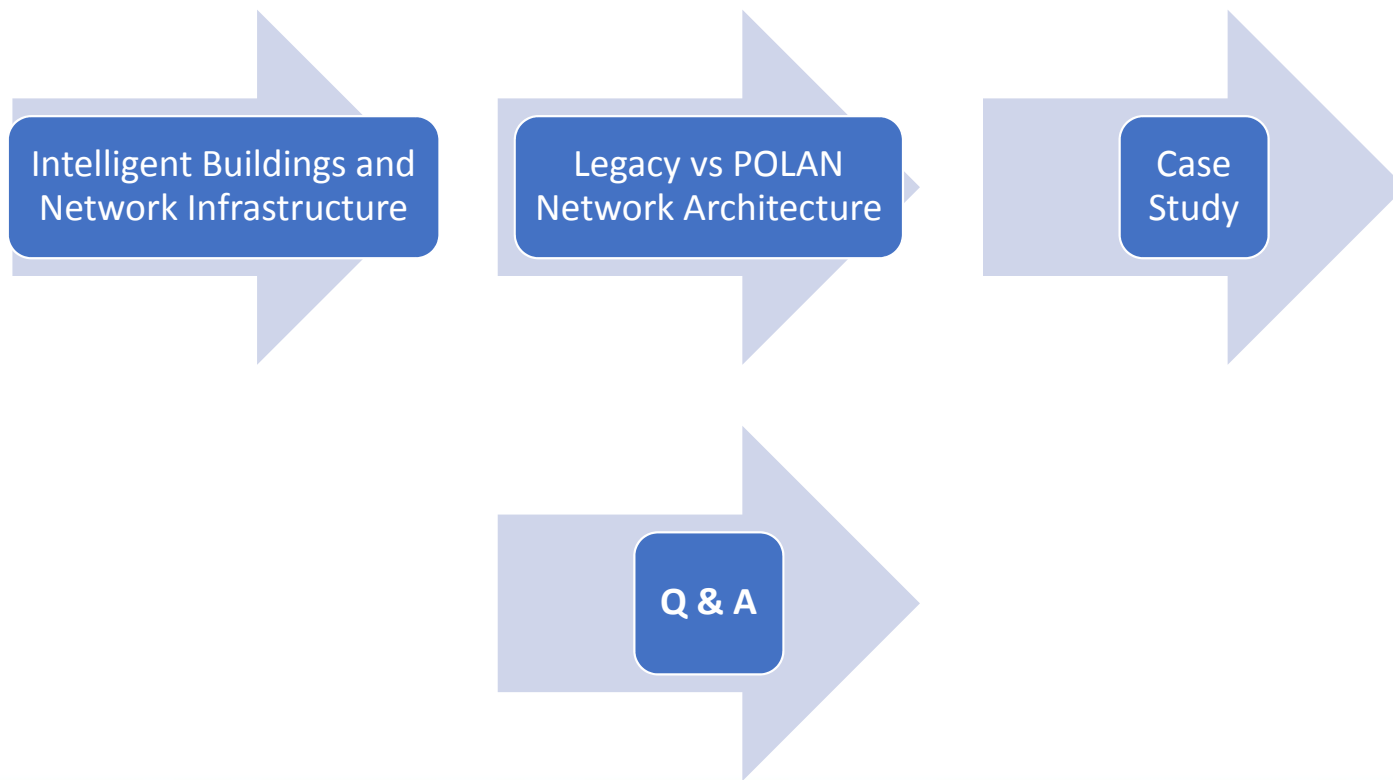 Intelligent Buildings and
Network Infrastructure
Legacy vs POLAN
Network Architecture
Case
Study
Q & A